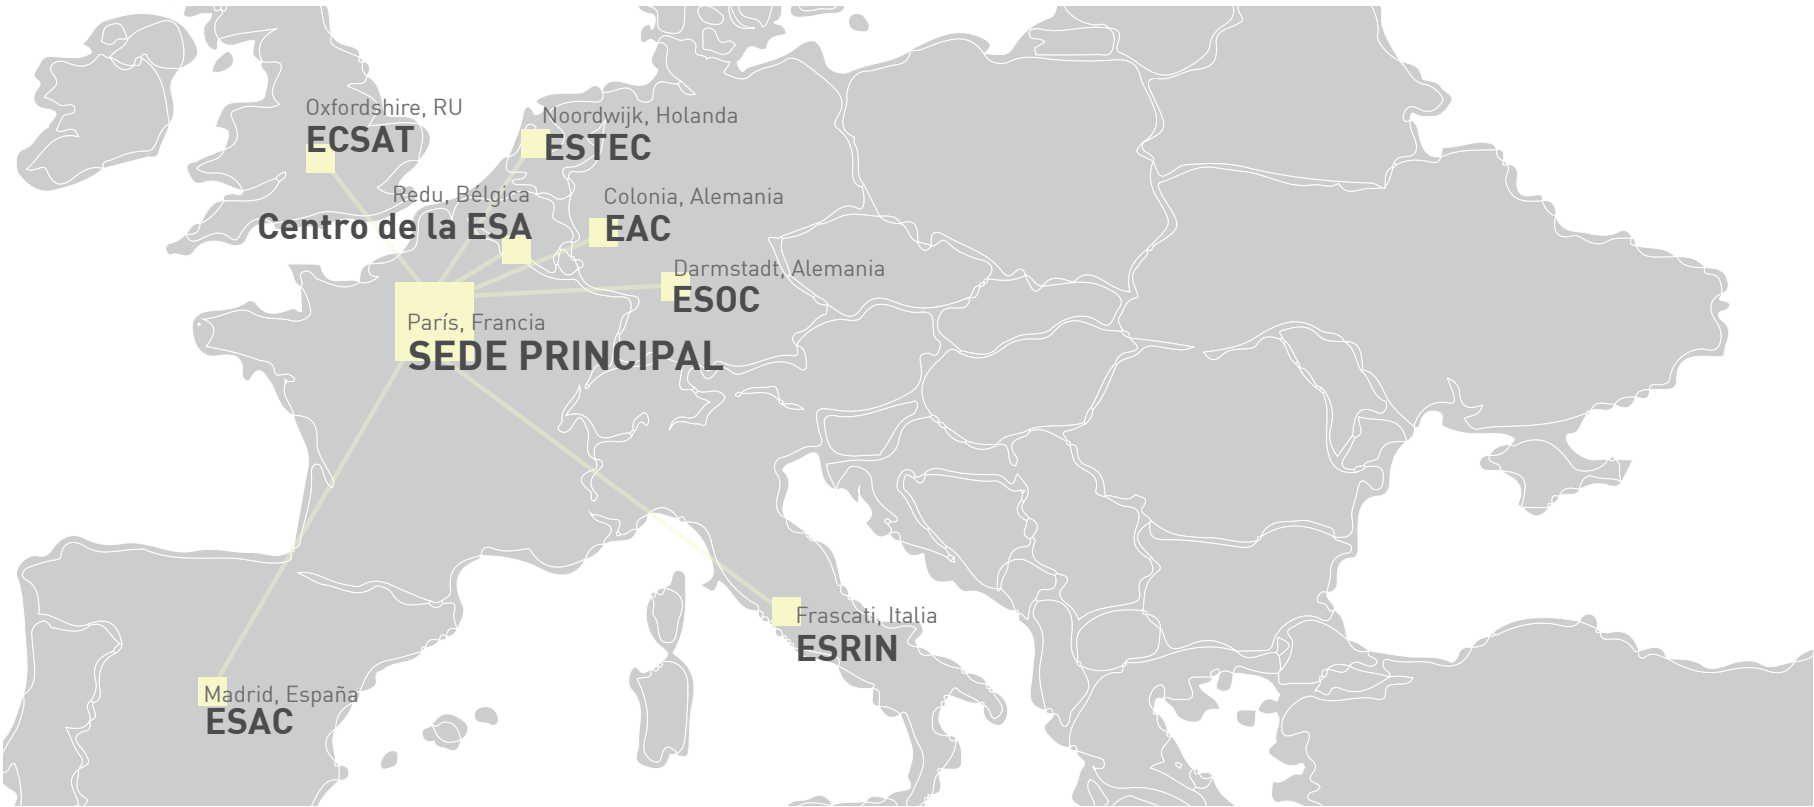 Oxfordshire, RU
ECSAT
Noordwijk, Holanda
ESTEC
Redu, Bélgica
Centro de la ESA
Colonia, Alemania
EAC
Darmstadt, Alemania
ESOC
París, Francia
SEDE PRINCIPAL
Frascati, Italia
ESRIN
Madrid, España
ESAC